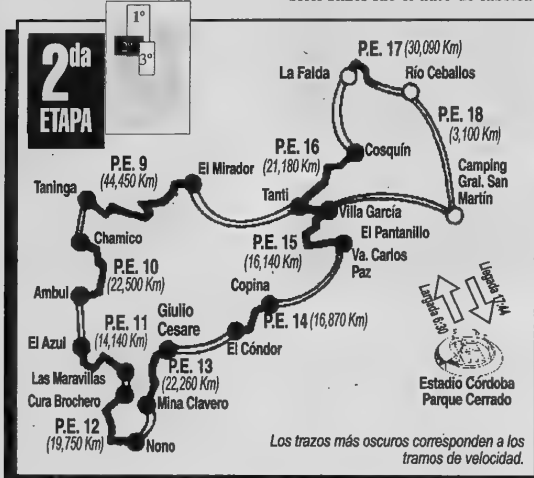 1º
2º
3º
2da
ETAPA
P.E. 17 (30,090 Km)
La Falda
Río Ceballos
P.E. 18
(3,100 Km)
P.E. 16
(21,180 Km)
Cosquín
P.E. 9
(44,450 Km)
El Mirador
Taninga
Tanti
Camping
Gral. San
Martín
Villa García
El Pantanillo
Chamico
P.E. 15
(16,140 Km)
Va. Carlos
Paz
P.E. 10
(22,500 Km)
Copina
Ambul
P.E. 14 (16,870 Km)
Giulio
Cesare
P.E. 11
(14,140 Km)
El Azul
El Cóndor
Largada 6:30
Llegada 17:44
P.E. 13
(22,260 Km)
Las Maravillas
Cura Brochero
Mina Clavero
Estadio Córdoba
Parque Cerrado
P.E. 12
(19,750 Km)
Nono
Los trazos más oscuros corresponden a los
tramos de velocidad.